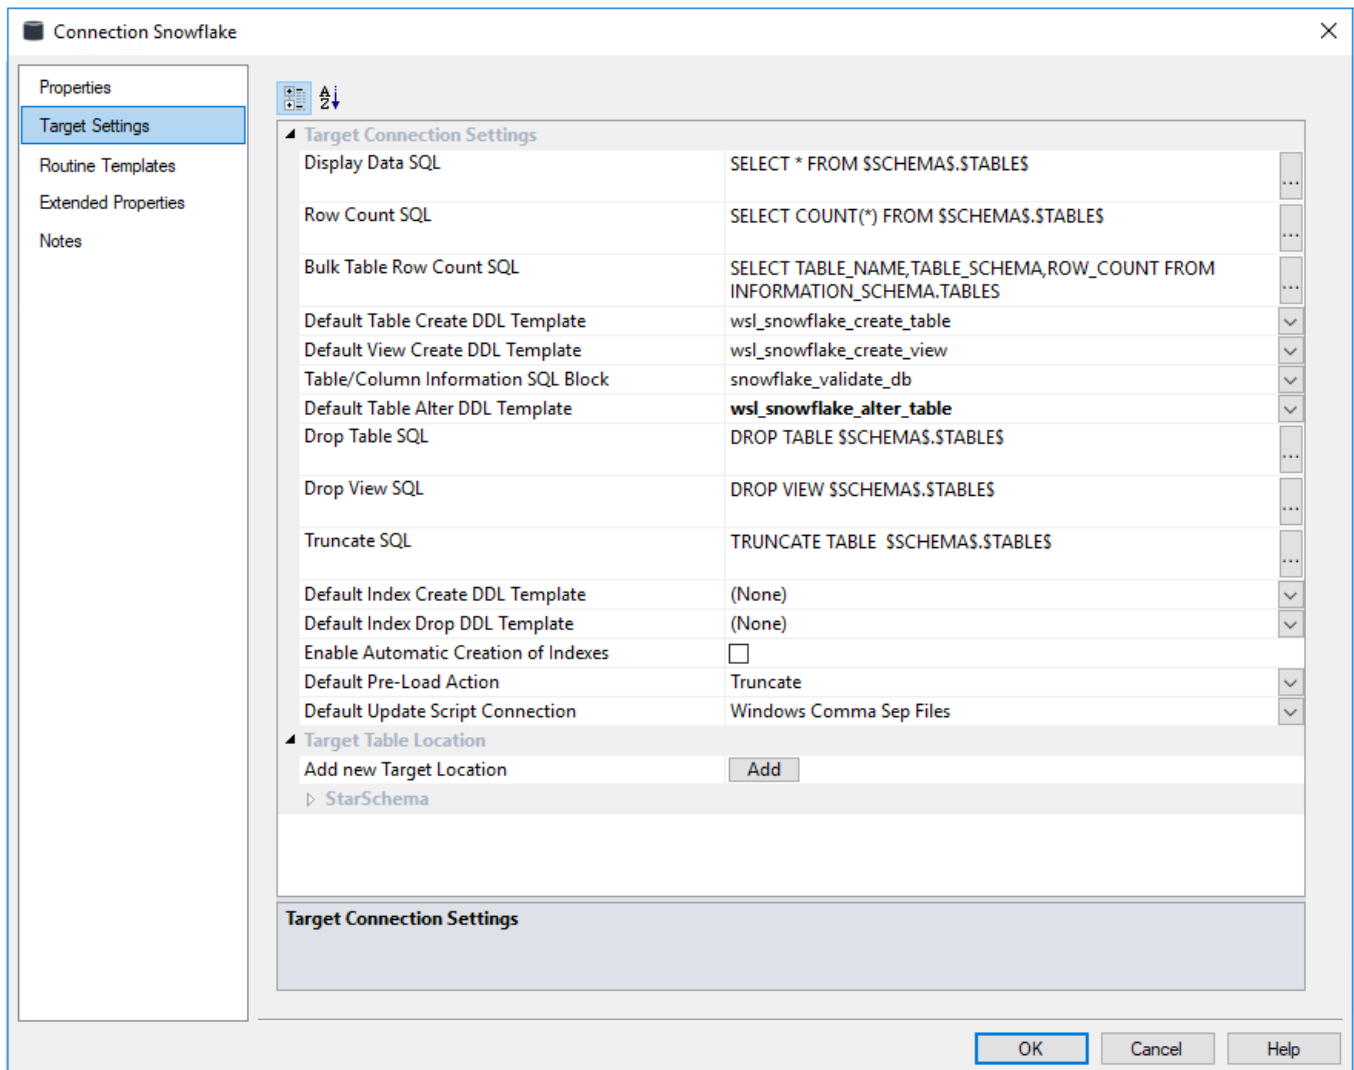 Connection Snowflake
Properties
Target Settings
Routine Templates
Extended Properties
Notes
Target Connection Settings
Display Data SQL SELECT * FROM $SCHEMA$.$TABLE$
...
Row Count SQL SELECT COUNT(*) FROM $SCHEMA$.$TABLE$
...
Bulk Table Row Count SQL SELECT TABLE_NAME,TABLE_SCHEMA,ROW_COUNT FROM
INFORMATION_SCHEMA.TABLES ...
Default Table Create DDL Template wsl_snowflake_create_table
Default View Create DDL Template wsl_snowflake_create_view
Table/Column Information SQL Block snowflake_validate_db
Default Table Alter DDL Template wsl_snowflake_alter_table
Drop Table SQL DROP TABLE $SCHEMA$.$TABLE$
...
Drop View SQL DROP VIEW $SCHEMA$.$TABLE$
...
Truncate SQL TRUNCATE TABLE  $SCHEMA$.$TABLE$
...
Default Index Create DDL Template (None)
Default Index Drop DDL Template (None)
Enable Automatic Creation of Indexes
Default Pre-Load Action Truncate
Default Update Script Connection Windows Comma Sep Files
Target Table Location
Add new Target Location Add
StarSchema
Target Connection Settings
OK Cancel Help